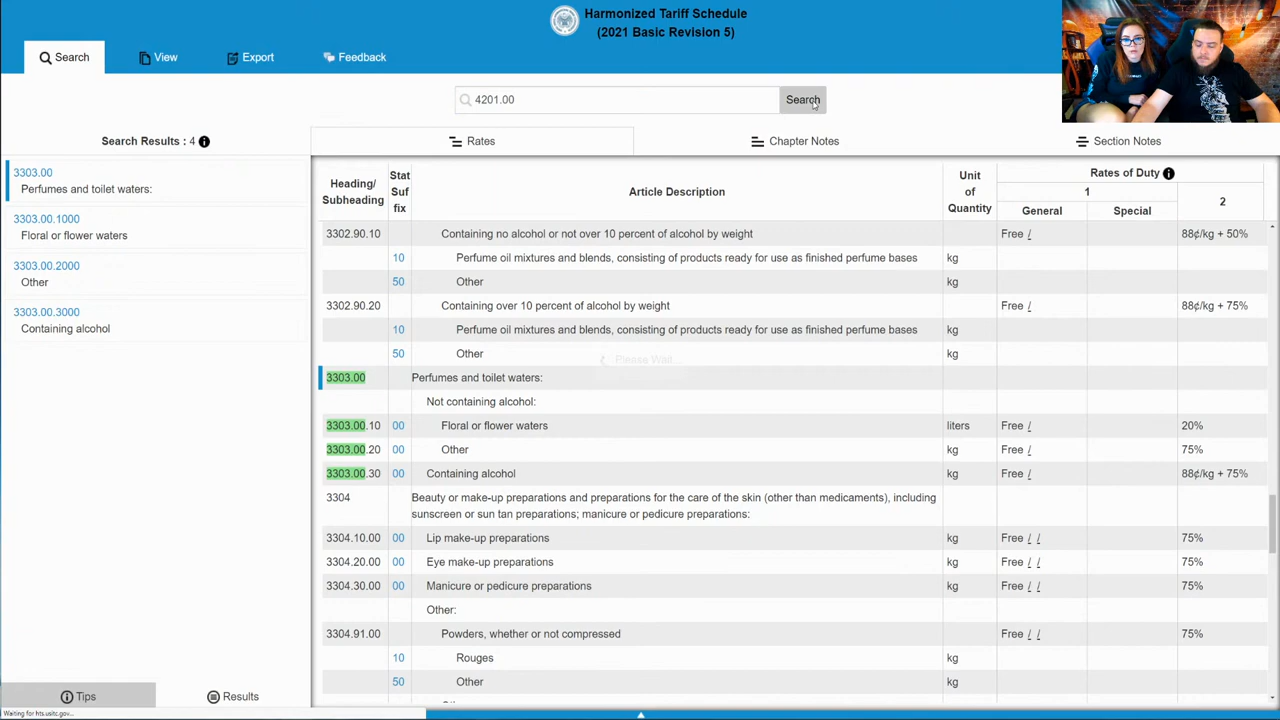 Harmonized Tariff Schedule
(2021 Basic Revision 5)
Search
View
Export
Feedback
4201.00
Search
Search Results : 4
Rates
Chapter Notes
Section Notes
3303.00
Perfumes and toilet waters:
3303.00.1000
Floral or flower waters
3303.00.2000
Other
3303.00.3000
Containing alcohol
Heading/
Subheading
Stat
Suf
fix
Article Description
Unit
of
Quantity
Rates of Duty
1
General
Special
2
3302.90.10 Containing no alcohol or not over 10 percent of alcohol by weight Free / 88¢/kg + 50%
10 Perfume oil mixtures and blends, consisting of products ready for use as finished perfume bases kg
50 Other kg
3302.90.20 Containing over 10 percent of alcohol by weight Free / 88¢/kg + 75%
10 Perfume oil mixtures and blends, consisting of products ready for use as finished perfume bases kg
50 Other kg
Please Wait...
3303.00 Perfumes and toilet waters:
Not containing alcohol:
3303.00.10 00 Floral or flower waters liters Free / 20%
3303.00.20 00 Other kg Free / 75%
3303.00.30 00 Containing alcohol kg Free / 88¢/kg + 75%
3304 Beauty or make-up preparations and preparations for the care of the skin (other than medicaments), including
sunscreen or sun tan preparations; manicure or pedicure preparations:
3304.10.00 00 Lip make-up preparations kg Free / / 75%
3304.20.00 00 Eye make-up preparations kg Free / / 75%
3304.30.00 00 Manicure or pedicure preparations kg Free / / 75%
Other:
3304.91.00 Powders, whether or not compressed Free / / 75%
10 Rouges kg
50 Other kg
Tips
Results
Waiting for hts.usitc.gov...